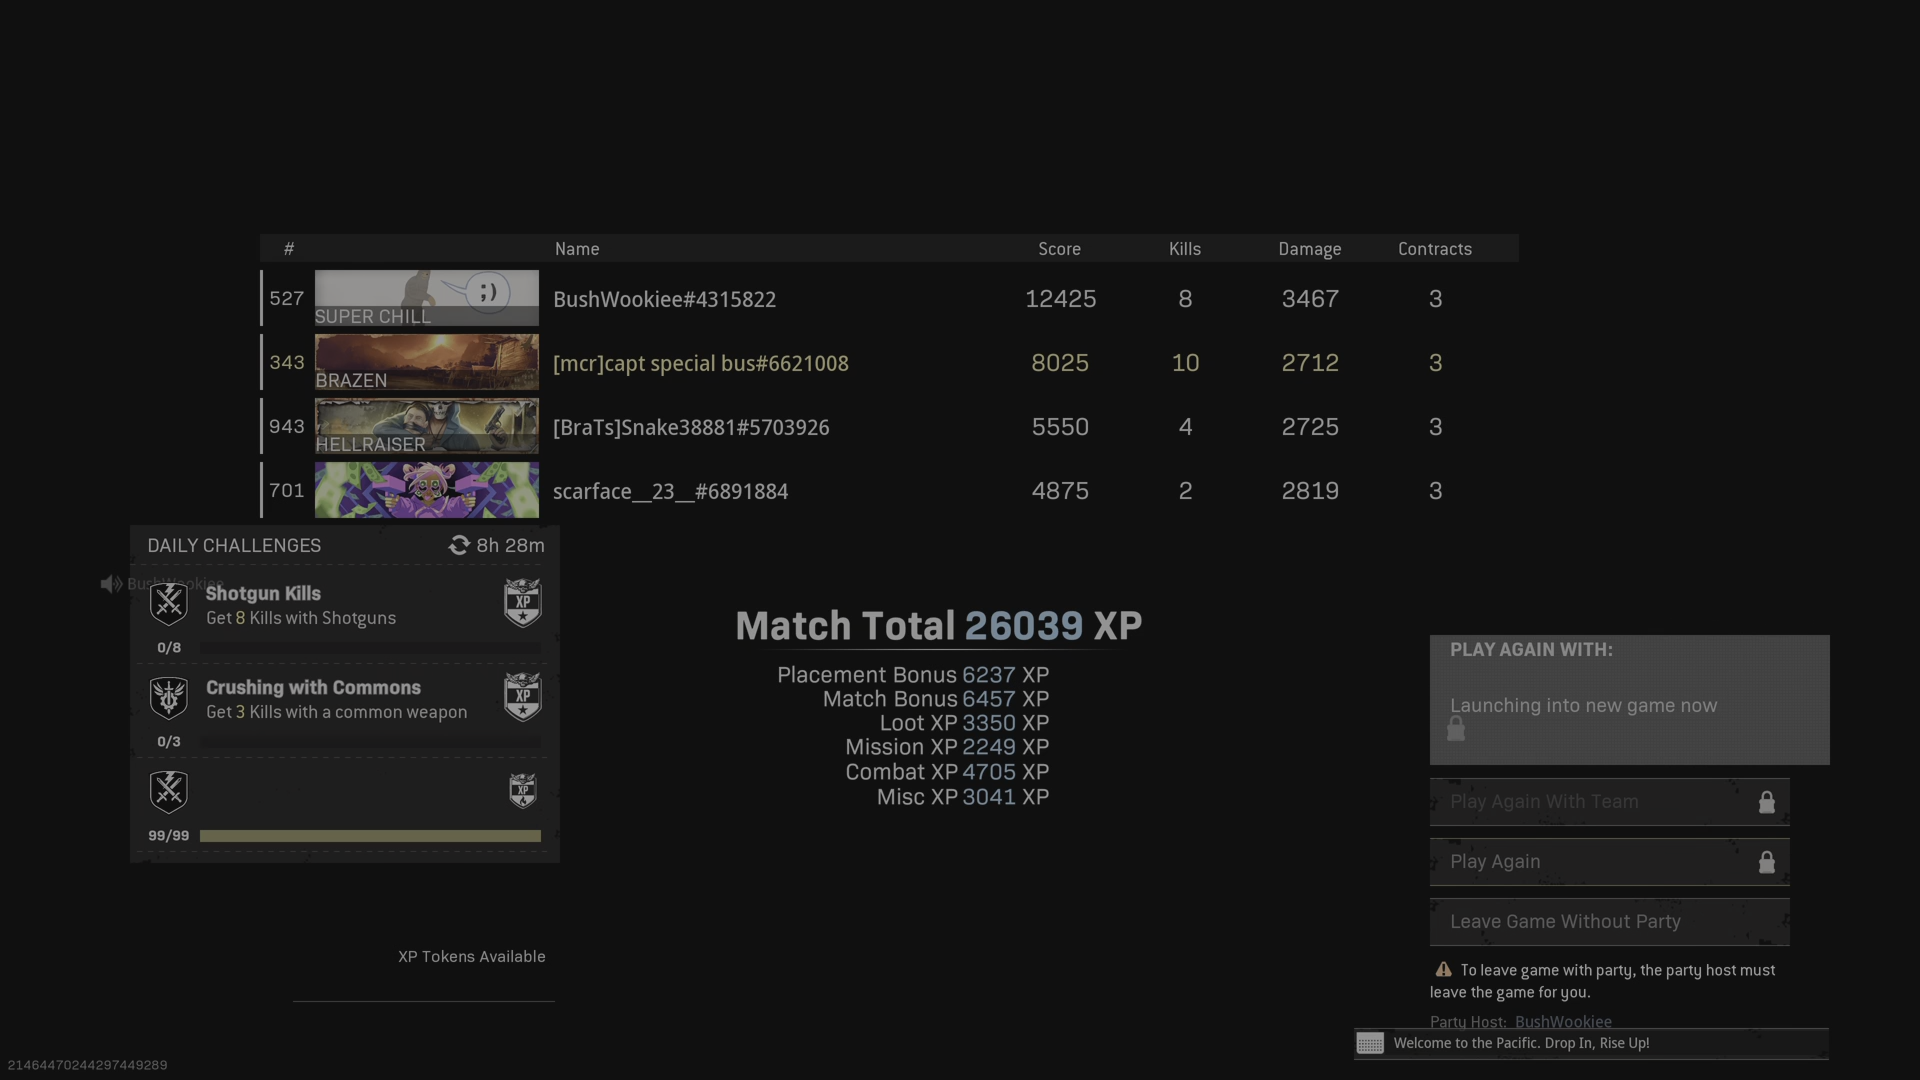 # Name Score Kills Damage Contracts
527 ;) SUPER CHILL BushWookiee#4315822 12425 8 3467 3
343 BRAZEN [mcr]capt special bus#6621008 8025 10 2712 3
943 HELLRAISER [BraTs]Snake38881#5703926 5550 4 2725 3
701 scarface__23__#6891884 4875 2 2819 3
DAILY CHALLENGES 8h 28m
BushWookiee
Shotgun Kills
Get 8 Kills with Shotguns
XP
0/8
Crushing with Commons
Get 3 Kills with a common weapon
XP
0/3
XP
99/99
XP Tokens Available
Match Total 26039 XP
Placement Bonus 6237 XP
Match Bonus 6457 XP
Loot XP 3350 XP
Mission XP 2249 XP
Combat XP 4705 XP
Misc XP 3041 XP
PLAY AGAIN WITH:
Launching into new game now
Play Again With Team
Play Again
Leave Game Without Party
To leave game with party, the party host must
leave the game for you.
Party Host: BushWookiee
Welcome to the Pacific. Drop In, Rise Up!
21464470244297449289